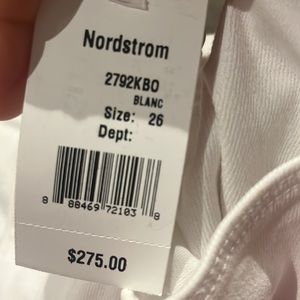 Nordstrom
2792KBO
BLANC
Size: 26
Dept:
8 88469 72103 8
$275.00